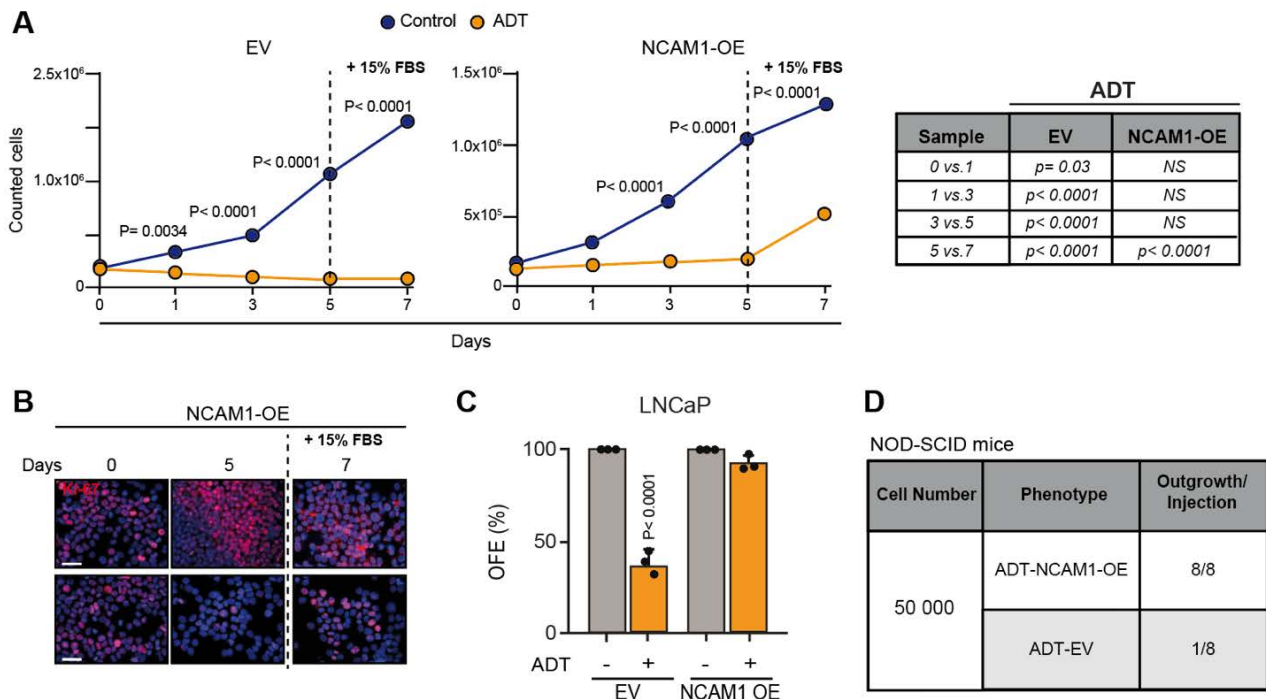 A
Control ADT
EV
NCAM1-OE
+ 15% FBS
+ 15% FBS
Counted cells
2.5x10⁶
1.0x10⁶
0
P= 0.0034
P< 0.0001
P< 0.0001
P< 0.0001
0 1 3 5 7
1.5x10⁶
1.0x10⁶
5x10⁵
0
P< 0.0001
P< 0.0001
P< 0.0001
0 1 3 5 7
Days
ADT
Sample EV NCAM1-OE
0 vs.1 p= 0.03 NS
1 vs.3 p< 0.0001 NS
3 vs.5 p< 0.0001 NS
5 vs.7 p< 0.0001 p< 0.0001
B
NCAM1-OE
+ 15% FBS
Days 0 5 7
Ki-67
C
LNCaP
OFE (%)
100
50
0
P< 0.0001
ADT - + - +
EV NCAM1 OE
D
NOD-SCID mice
Cell Number Phenotype Outgrowth/
Injection
50 000
ADT-NCAM1-OE 8/8
ADT-EV 1/8